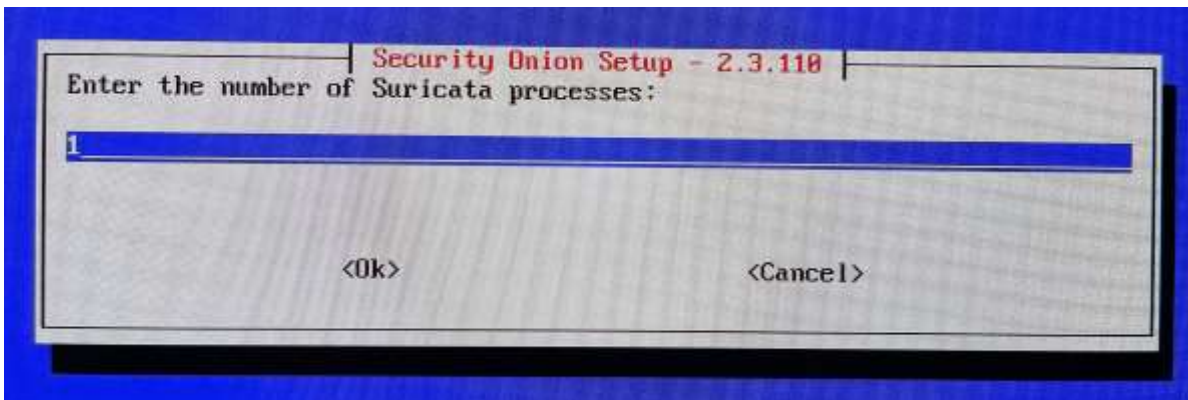 Security Onion Setup - 2.3.110
Enter the number of Suricata processes:
1
<Ok>
<Cancel>